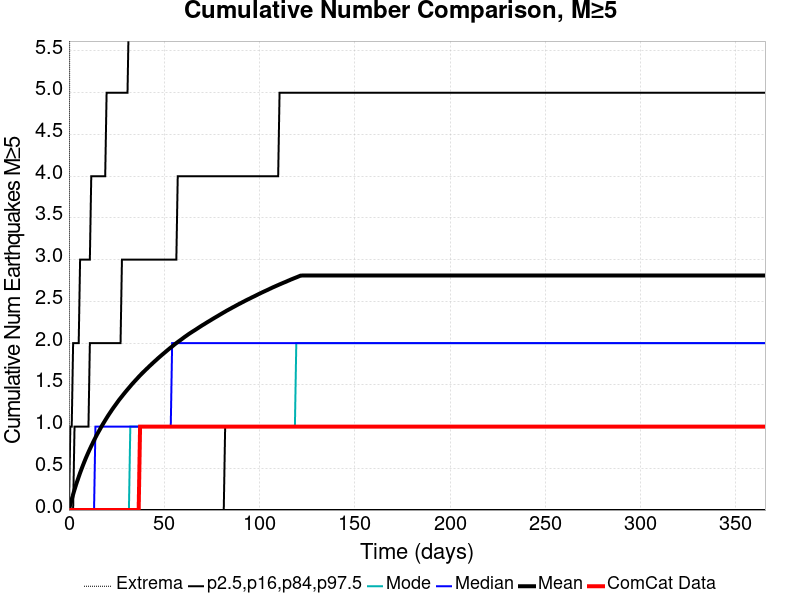 Cumulative Number Comparison, M≥5
Cumulative Num Earthquakes M≥5
5.5
5.0
4.5
4.0
3.5
3.0
2.5
2.0
1.5
1.0
0.5
0.0
0 50 100 150 200 250 300 350
Time (days)
Extrema p2.5,p16,p84,p97.5 Mode Median Mean ComCat Data